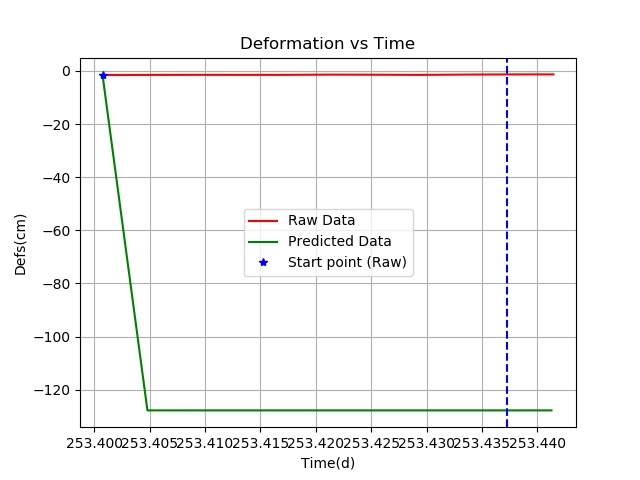 Deformation vs Time
0
−20
−40
−60
−80
−100
−120
Defs(cm)
Raw Data
Predicted Data
Start point (Raw)
253.400 253.405 253.410 253.415 253.420 253.425 253.430 253.435 253.440
Time(d)